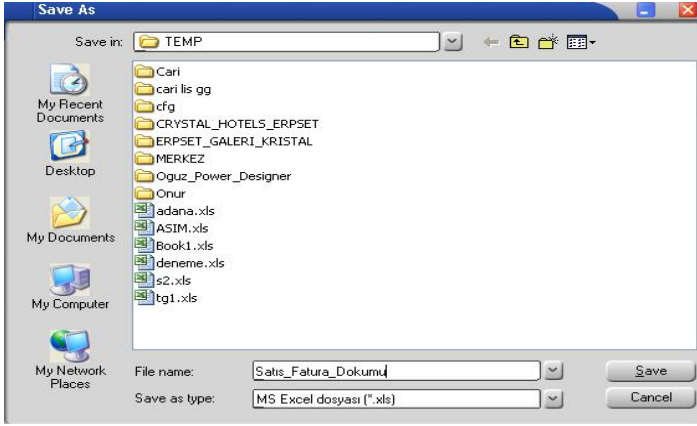 Save As
Save in:
TEMP
My Recent
Documents
Desktop
My Documents
My Computer
My Network
Places
Cari
cari lis gg
cfg
CRYSTAL_HOTELS_ERPSET
ERPSET_GALERI_KRISTAL
MERKEZ
Oguz_Power_Designer
Onur
adana.xls
ASIM.xls
Book1.xls
deneme.xls
s2.xls
tg1.xls
File name:
Satıs_Fatura_Dokumu
Save
Save as type:
MS Excel dosyası (*.xls)
Cancel